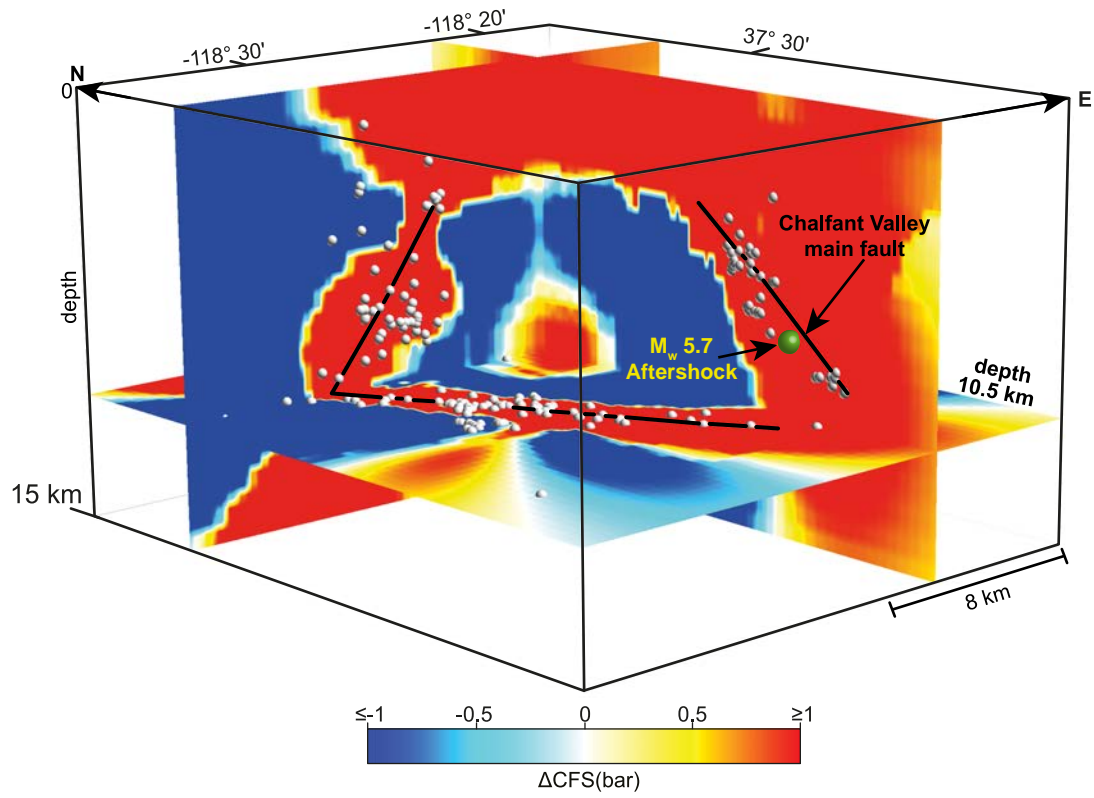 -118° 30'
-118° 20'
37° 30'
N
0
E
depth
Chalfant Valley
main fault
M_w 5.7
Aftershock
depth
10.5 km
15 km
8 km
≤-1
-0.5
0
0.5
≥1
ΔCFS(bar)